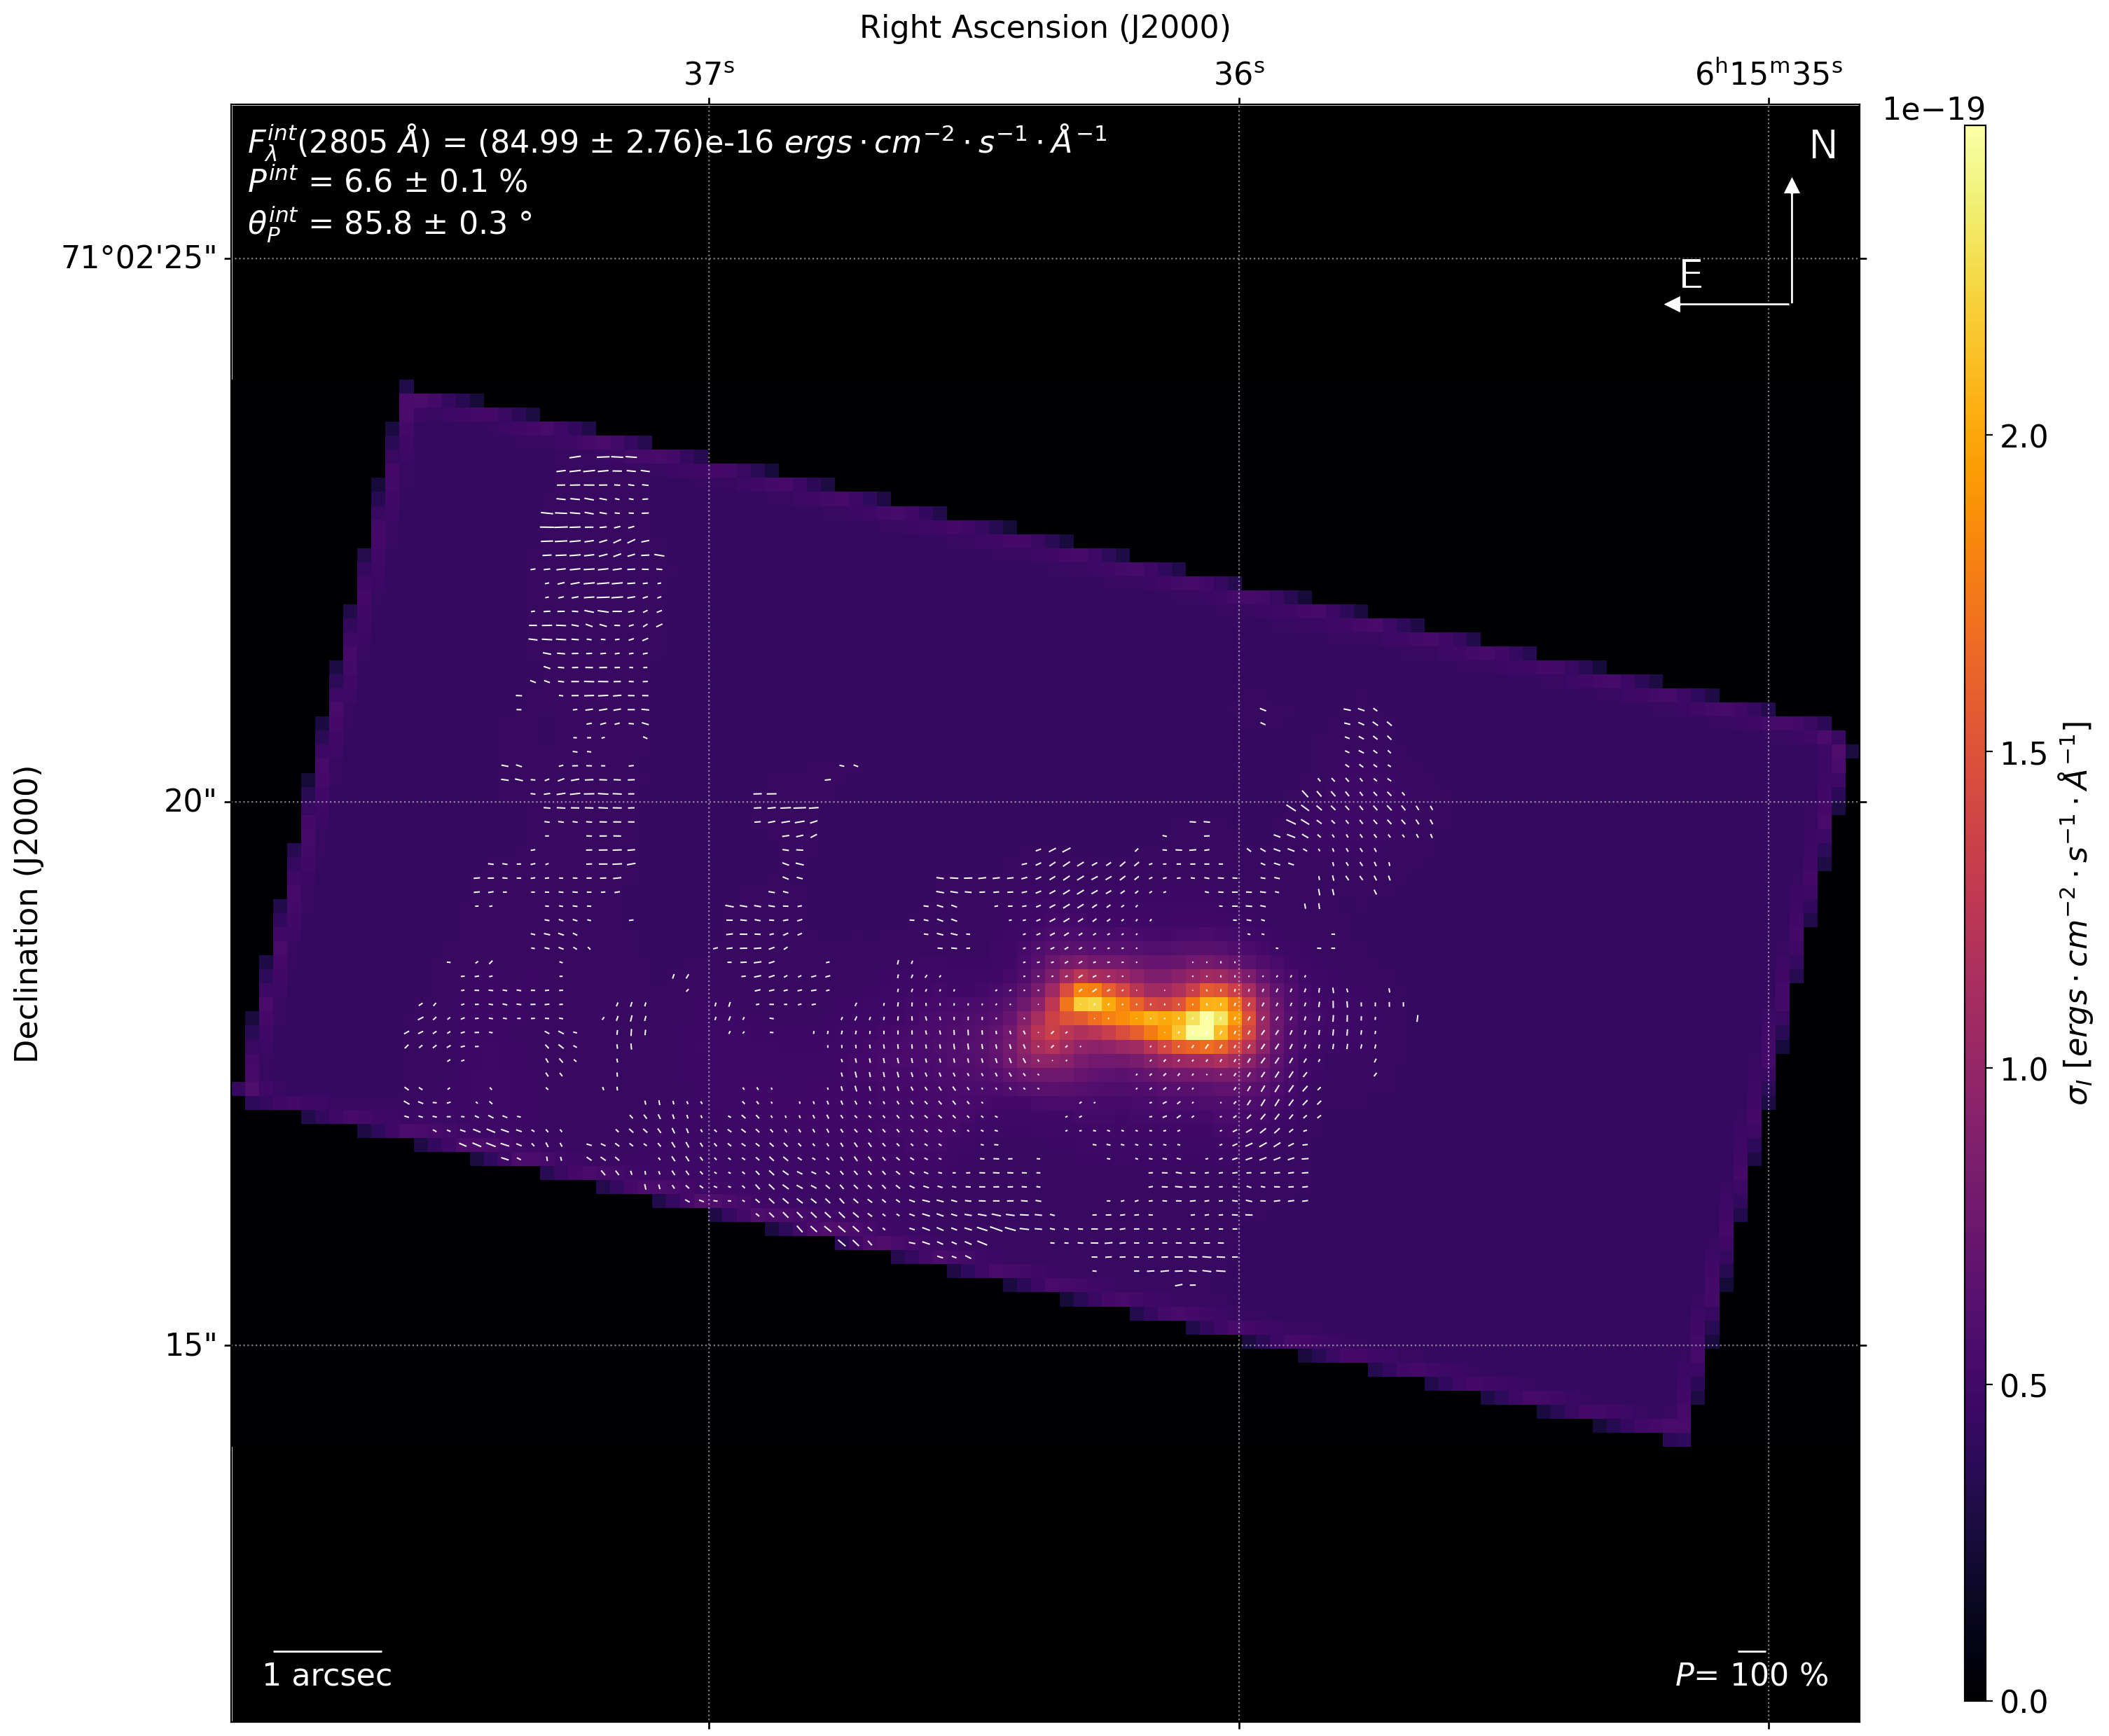 Right Ascension (J2000)
37ˢ 36ˢ 6ʰ15ᵐ35ˢ
1e−19
F_λ^int(2805 Å) = (84.99 ± 2.76)e-16 ergs · cm⁻² · s⁻¹ · Å⁻¹
P^int = 6.6 ± 0.1 %
θ_P^int = 85.8 ± 0.3 °
N
E
71°02'25"
20"
15"
Declination (J2000)
2.0
1.5
1.0
0.5
0.0
σ_I [ergs · cm⁻² · s⁻¹ · Å⁻¹]
1 arcsec
P= 100 %